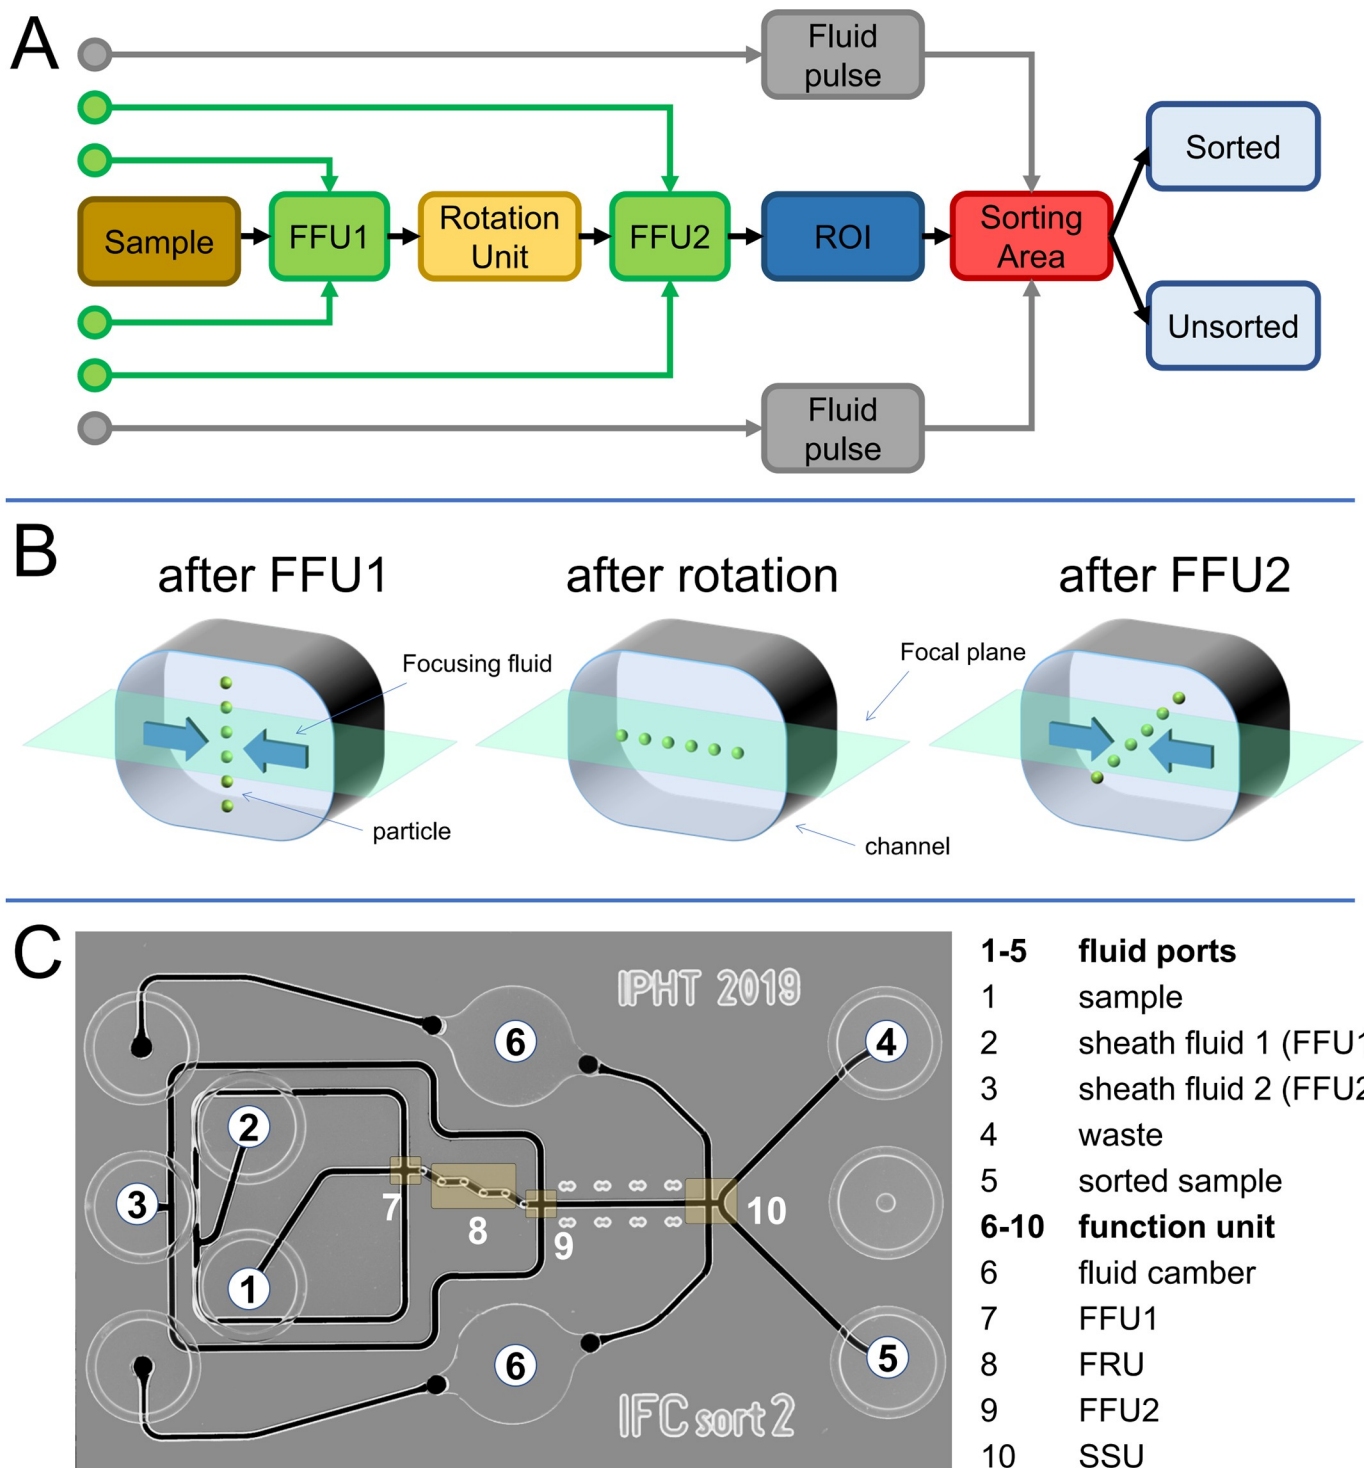 A
Fluid
pulse
Sorted
Sample
FFU1
Rotation
Unit
FFU2
ROI
Sorting
Area
Unsorted
Fluid
pulse
B
after FFU1
after rotation
after FFU2
Focusing fluid
Focal plane
particle
channel
C
IPHT 2019
6
4
2
3
7
8
9
10
1
6
5
IFC sort 2
1-5 fluid ports
1 sample
2 sheath fluid 1 (FFU1
3 sheath fluid 2 (FFU2
4 waste
5 sorted sample
6-10 function unit
6 fluid camber
7 FFU1
8 FRU
9 FFU2
10 SSU